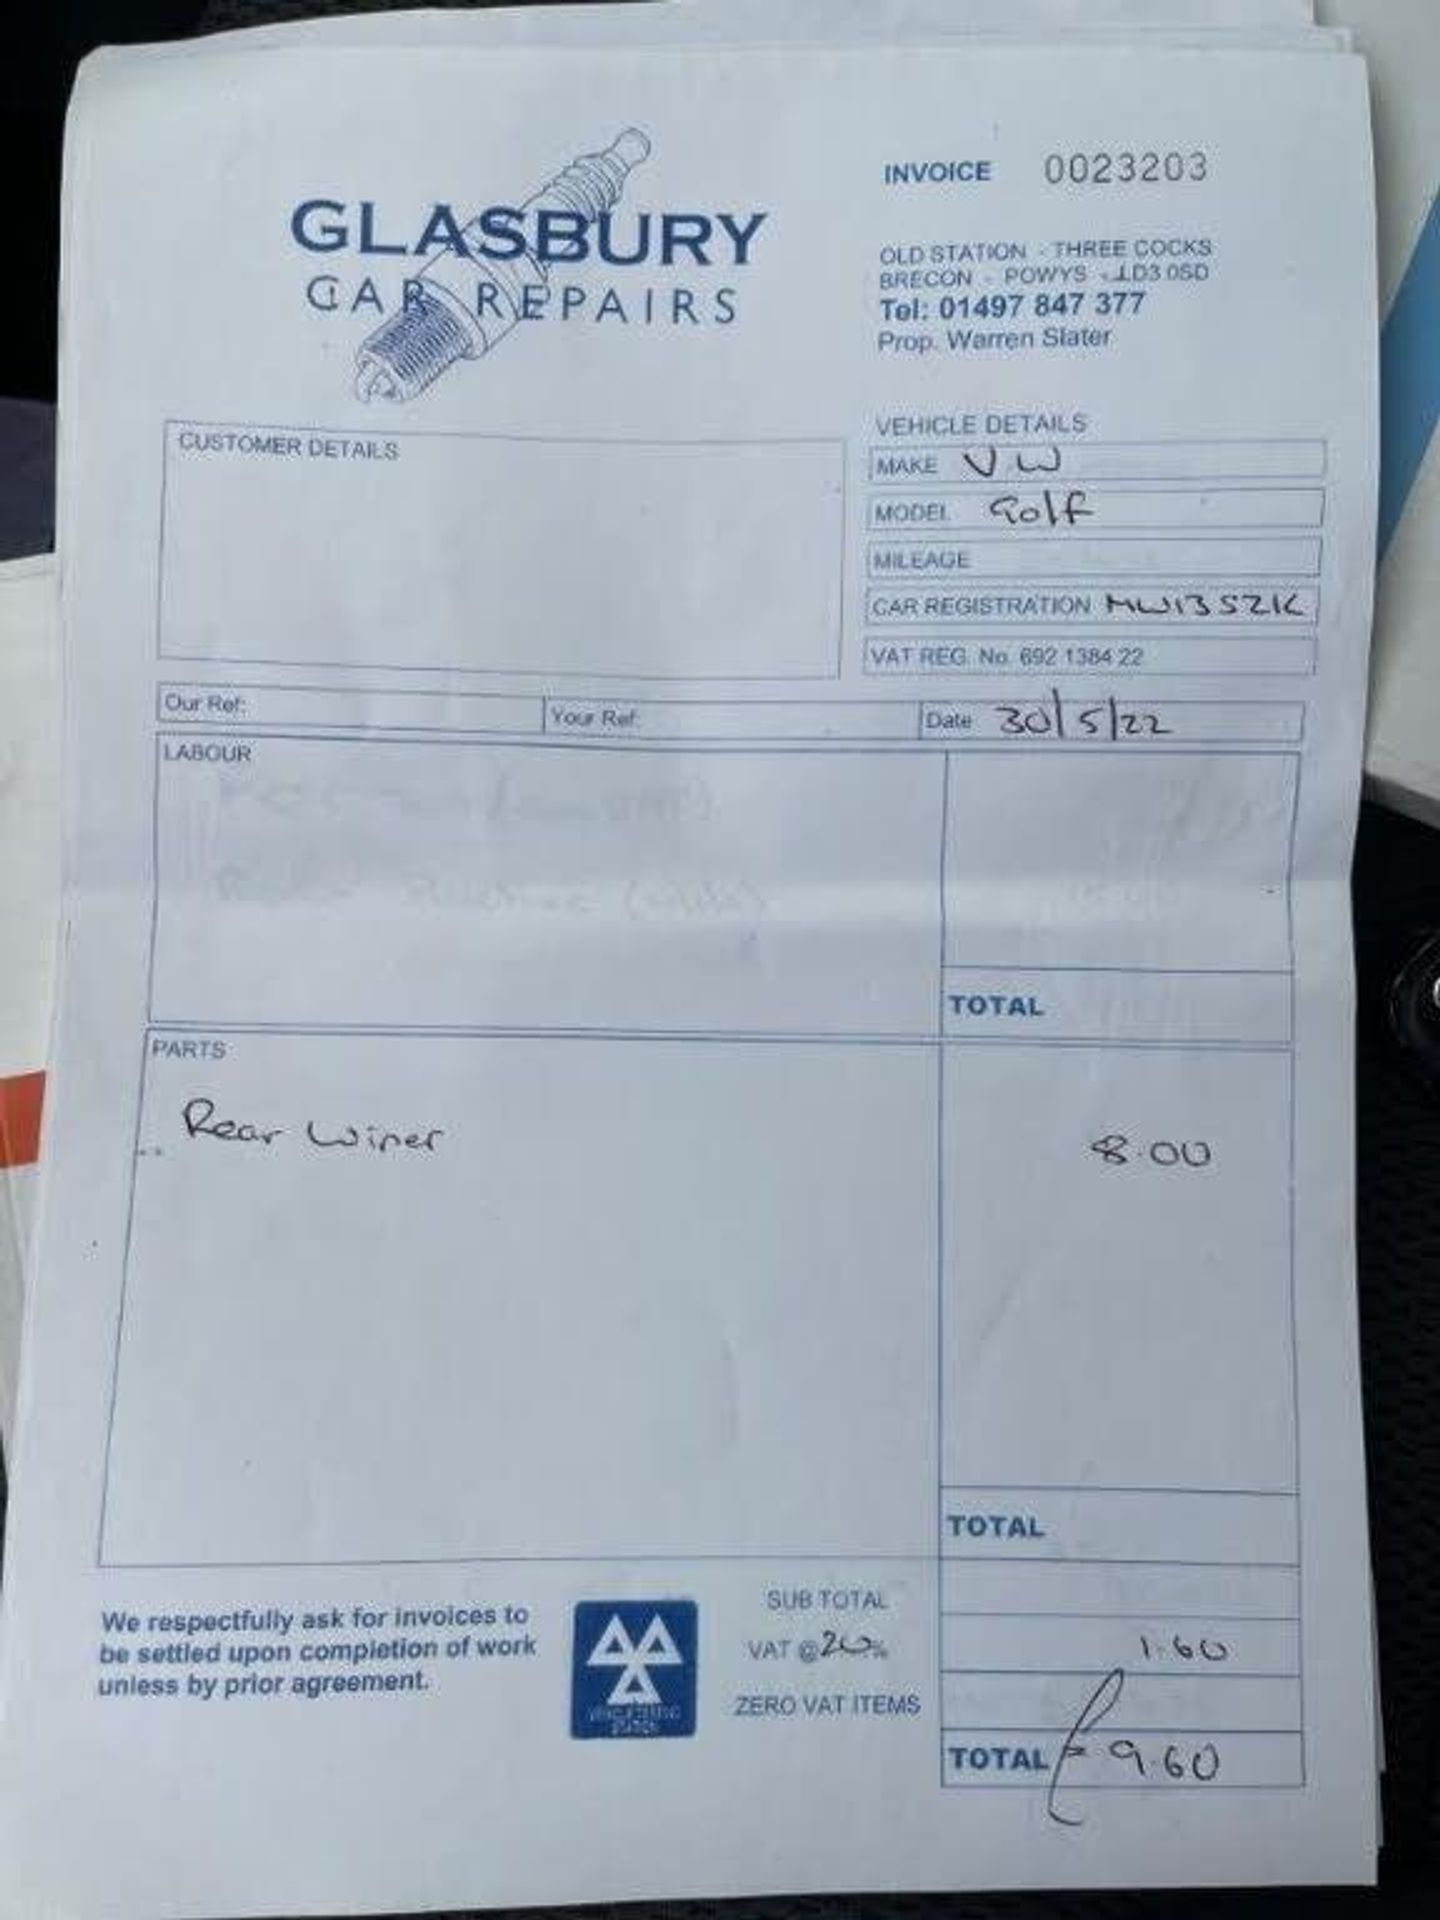 GLASBURY
CAR REPAIRS
INVOICE 0023203
OLD STATION - THREE COCKS
BRECON - POWYS - LD3 0SD
Tel: 01497 847 377
Prop. Warren Slater
CUSTOMER DETAILS
VEHICLE DETAILS
MAKE VW
MODEL Golf
MILEAGE
CAR REGISTRATION MW13 SZK
VAT REG. No. 692 1384 22
Our Ref: Your Ref: Date 30/5/22
LABOUR
TOTAL
PARTS
Rear Wiper 8.00
TOTAL
We respectfully ask for invoices to
be settled upon completion of work
unless by prior agreement.
SUB TOTAL
VAT @ 20% 1.60
ZERO VAT ITEMS
TOTAL £ 9.60